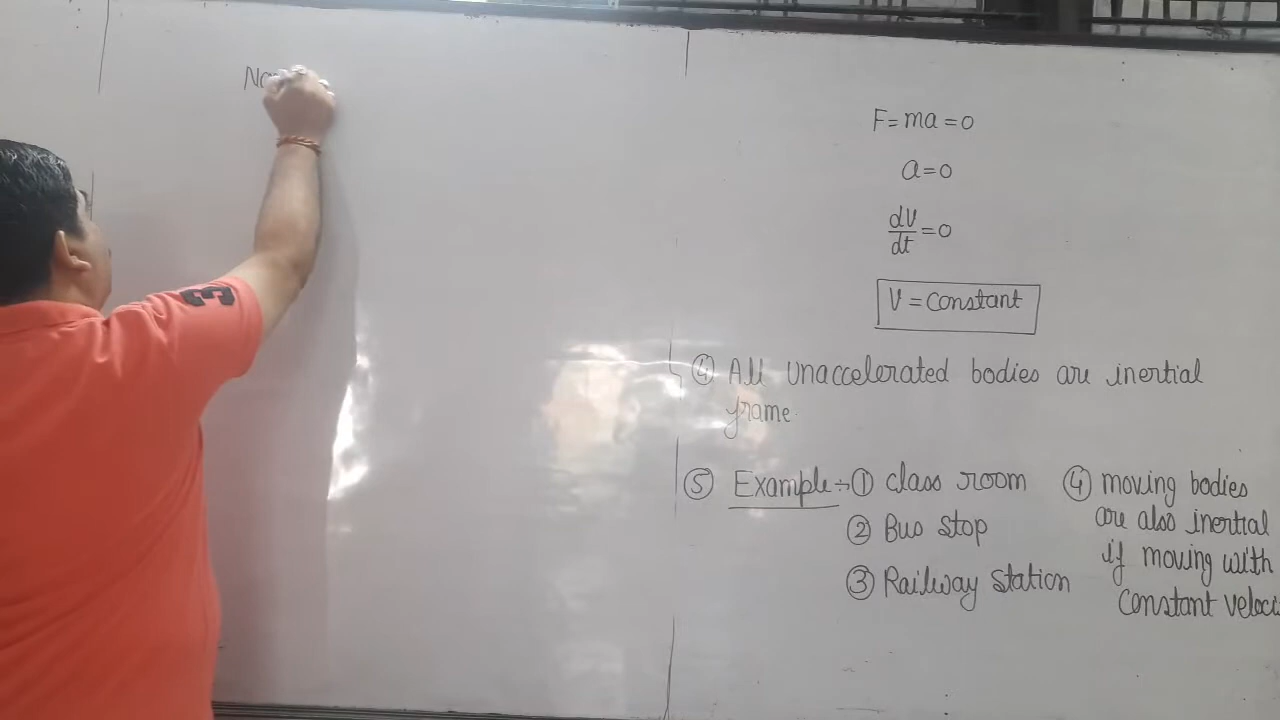 F=ma=0
a=0
dV/dt=0
V=constant
④ All unaccelerated bodies are inertial
frame.
⑤ Example:- ① class room
② Bus stop
③ Railway station
④ moving bodies
are also inertial
if moving with
constant veloci
3